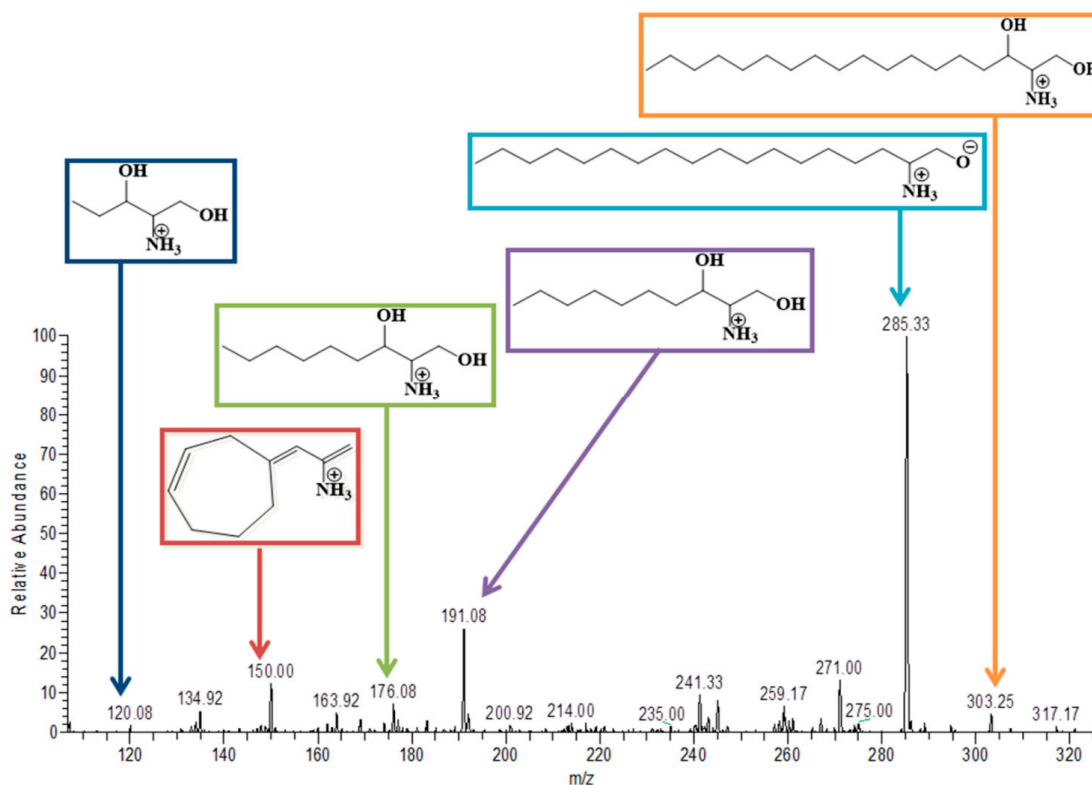 OH
OH
NH3
⊕
O⊖
NH3
⊕
OH
OH
NH3
⊕
OH
OH
NH3
⊕
OH
OH
NH3
⊕
NH3
⊕
Relative Abundance
100
90
80
70
60
50
40
30
20
10
0
120.08
134.92
150.00
163.92
176.08
191.08
200.92
214.00
235.00
241.33
259.17
271.00
275.00
285.33
303.25
317.17
120
140
160
180
200
220
240
260
280
300
320
m/z